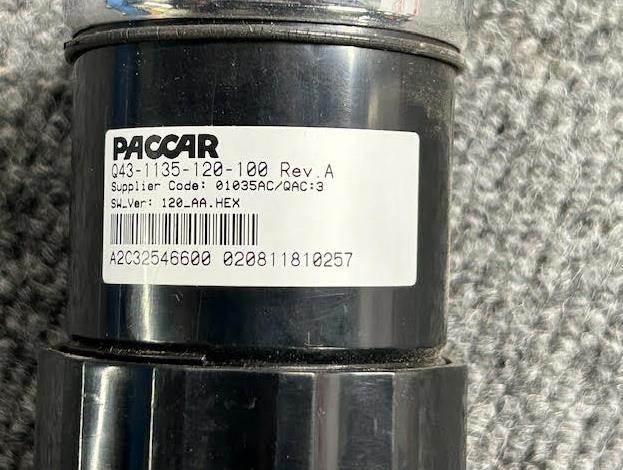 PACCAR
Q43-1135-120-100 Rev.A
Supplier Code: 01035AC/QAC:3
SW_Ver: 120_AA.HEX
A2C32546600 020811810257